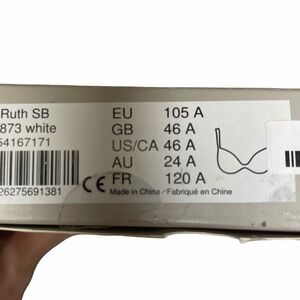 Ruth SB
873 white
54167171
26275691381
EU 105 A
GB 46 A
US/CA 46 A
AU 24 A
FR 120 A
CE Made in China / Fabriqué en Chine